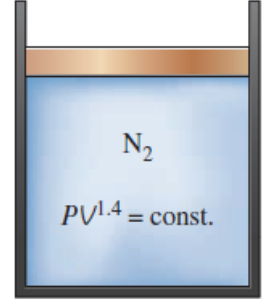 N₂
PV¹·⁴ = const.